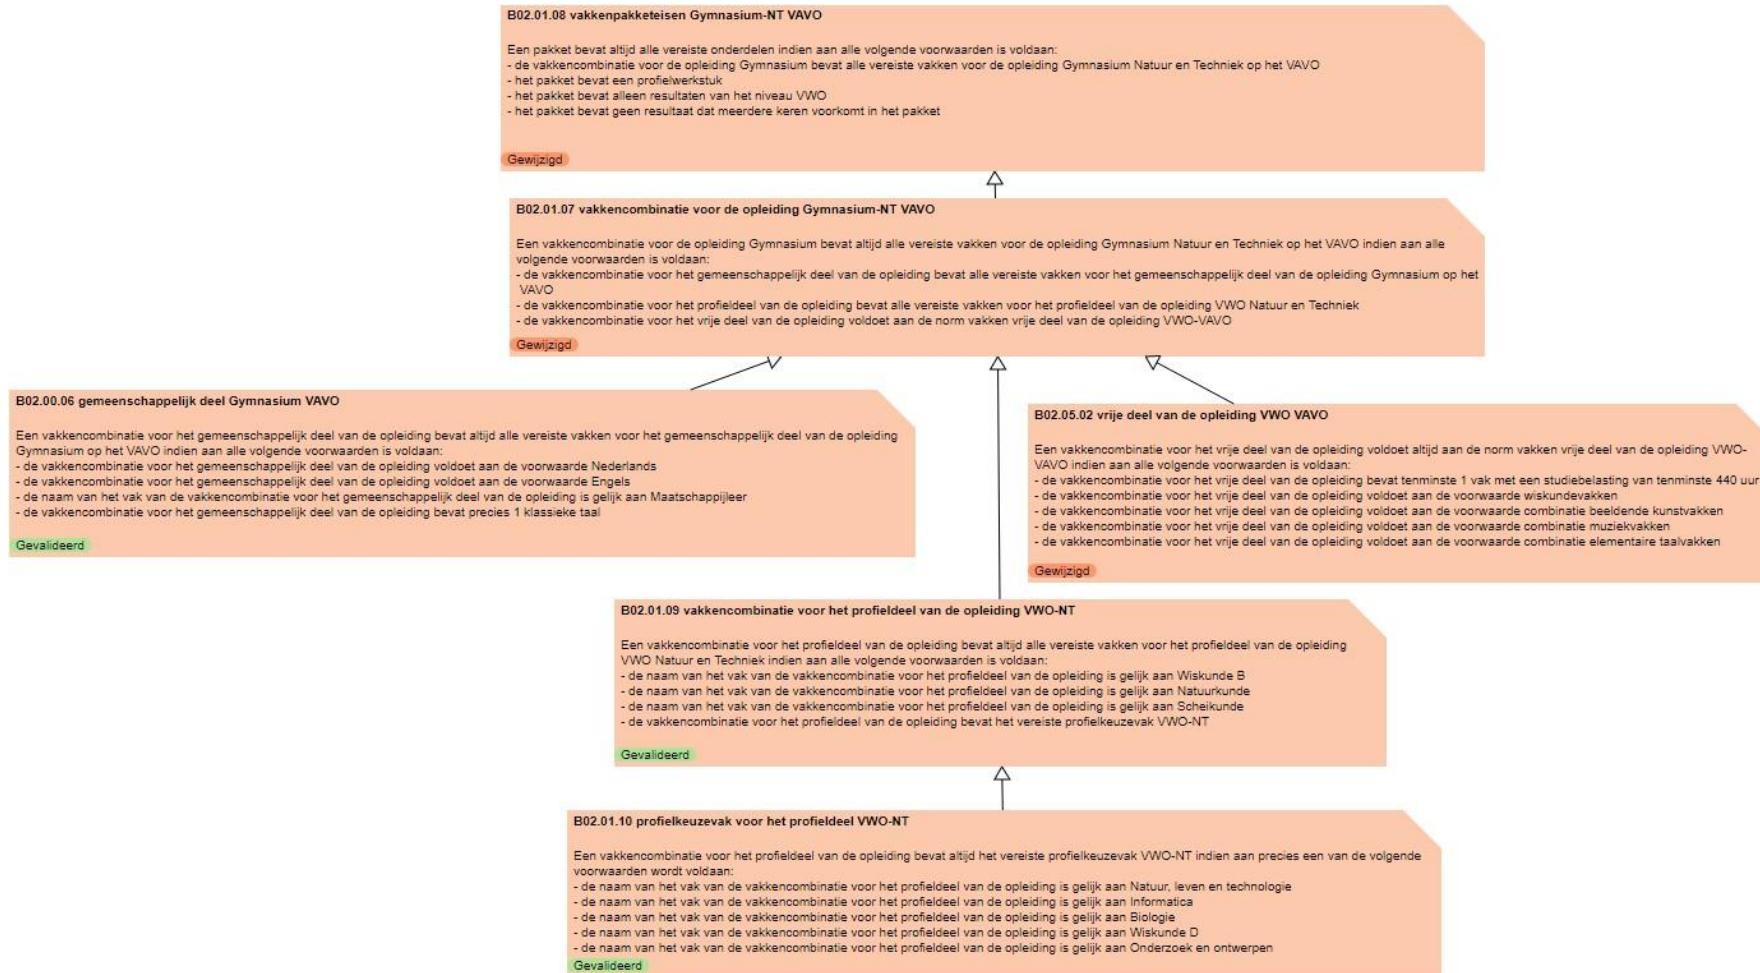 B02.01.08 vakkenpakketeisen Gymnasium-NT VAVO
Een pakket bevat altijd alle vereiste onderdelen indien aan alle volgende voorwaarden is voldaan:
- de vakkencombinatie voor de opleiding Gymnasium bevat alle vereiste vakken voor de opleiding Gymnasium Natuur en Techniek op het VAVO
- het pakket bevat een profielwerkstuk
- het pakket bevat alleen resultaten van het niveau VWO
- het pakket bevat geen resultaat dat meerdere keren voorkomt in het pakket
Gewijzigd
B02.01.07 vakkencombinatie voor de opleiding Gymnasium-NT VAVO
Een vakkencombinatie voor de opleiding Gymnasium bevat altijd alle vereiste vakken voor de opleiding Gymnasium Natuur en Techniek op het VAVO indien aan alle
volgende voorwaarden is voldaan:
- de vakkencombinatie voor het gemeenschappelijk deel van de opleiding bevat alle vereiste vakken voor het gemeenschappelijk deel van de opleiding Gymnasium op het
VAVO
- de vakkencombinatie voor het profieldeel van de opleiding bevat alle vereiste vakken voor het profieldeel van de opleiding VWO Natuur en Techniek
- de vakkencombinatie voor het vrije deel van de opleiding voldoet aan de norm vakken vrije deel van de opleiding VWO-VAVO
Gewijzigd
B02.00.06 gemeenschappelijk deel Gymnasium VAVO
Een vakkencombinatie voor het gemeenschappelijk deel van de opleiding bevat altijd alle vereiste vakken voor het gemeenschappelijk deel van de opleiding
Gymnasium op het VAVO indien aan alle volgende voorwaarden is voldaan:
- de vakkencombinatie voor het gemeenschappelijk deel van de opleiding voldoet aan de voorwaarde Nederlands
- de vakkencombinatie voor het gemeenschappelijk deel van de opleiding voldoet aan de voorwaarde Engels
- de naam van het vak van de vakkencombinatie voor het gemeenschappelijk deel van de opleiding is gelijk aan Maatschappijleer
- de vakkencombinatie voor het gemeenschappelijk deel van de opleiding bevat precies 1 klassieke taal
Gevalideerd
B02.05.02 vrije deel van de opleiding VWO VAVO
Een vakkencombinatie voor het vrije deel van de opleiding voldoet altijd aan de norm vakken vrije deel van de opleiding VWO-
VAVO indien aan alle volgende voorwaarden is voldaan:
- de vakkencombinatie voor het vrije deel van de opleiding bevat tenminste 1 vak met een studiebelasting van tenminste 440 uur
- de vakkencombinatie voor het vrije deel van de opleiding voldoet aan de voorwaarde wiskundevakken
- de vakkencombinatie voor het vrije deel van de opleiding voldoet aan de voorwaarde combinatie beeldende kunstvakken
- de vakkencombinatie voor het vrije deel van de opleiding voldoet aan de voorwaarde combinatie muziekvakken
- de vakkencombinatie voor het vrije deel van de opleiding voldoet aan de voorwaarde combinatie elementaire taalvakken
Gewijzigd
B02.01.09 vakkencombinatie voor het profieldeel van de opleiding VWO-NT
Een vakkencombinatie voor het profieldeel van de opleiding bevat altijd alle vereiste vakken voor het profieldeel van de opleiding
VWO Natuur en Techniek indien aan alle volgende voorwaarden is voldaan:
- de naam van het vak van de vakkencombinatie voor het profieldeel van de opleiding is gelijk aan Wiskunde B
- de naam van het vak van de vakkencombinatie voor het profieldeel van de opleiding is gelijk aan Natuurkunde
- de naam van het vak van de vakkencombinatie voor het profieldeel van de opleiding is gelijk aan Scheikunde
- de vakkencombinatie voor het profieldeel van de opleiding bevat het vereiste profielkeuzevak VWO-NT
Gevalideerd
B02.01.10 profielkeuzevak voor het profieldeel VWO-NT
Een vakkencombinatie voor het profieldeel van de opleiding bevat altijd het vereiste profielkeuzevak VWO-NT indien aan precies een van de volgende
voorwaarden wordt voldaan:
- de naam van het vak van de vakkencombinatie voor het profieldeel van de opleiding is gelijk aan Natuur, leven en technologie
- de naam van het vak van de vakkencombinatie voor het profieldeel van de opleiding is gelijk aan Informatica
- de naam van het vak van de vakkencombinatie voor het profieldeel van de opleiding is gelijk aan Biologie
- de naam van het vak van de vakkencombinatie voor het profieldeel van de opleiding is gelijk aan Wiskunde D
- de naam van het vak van de vakkencombinatie voor het profieldeel van de opleiding is gelijk aan Onderzoek en ontwerpen
Gevalideerd